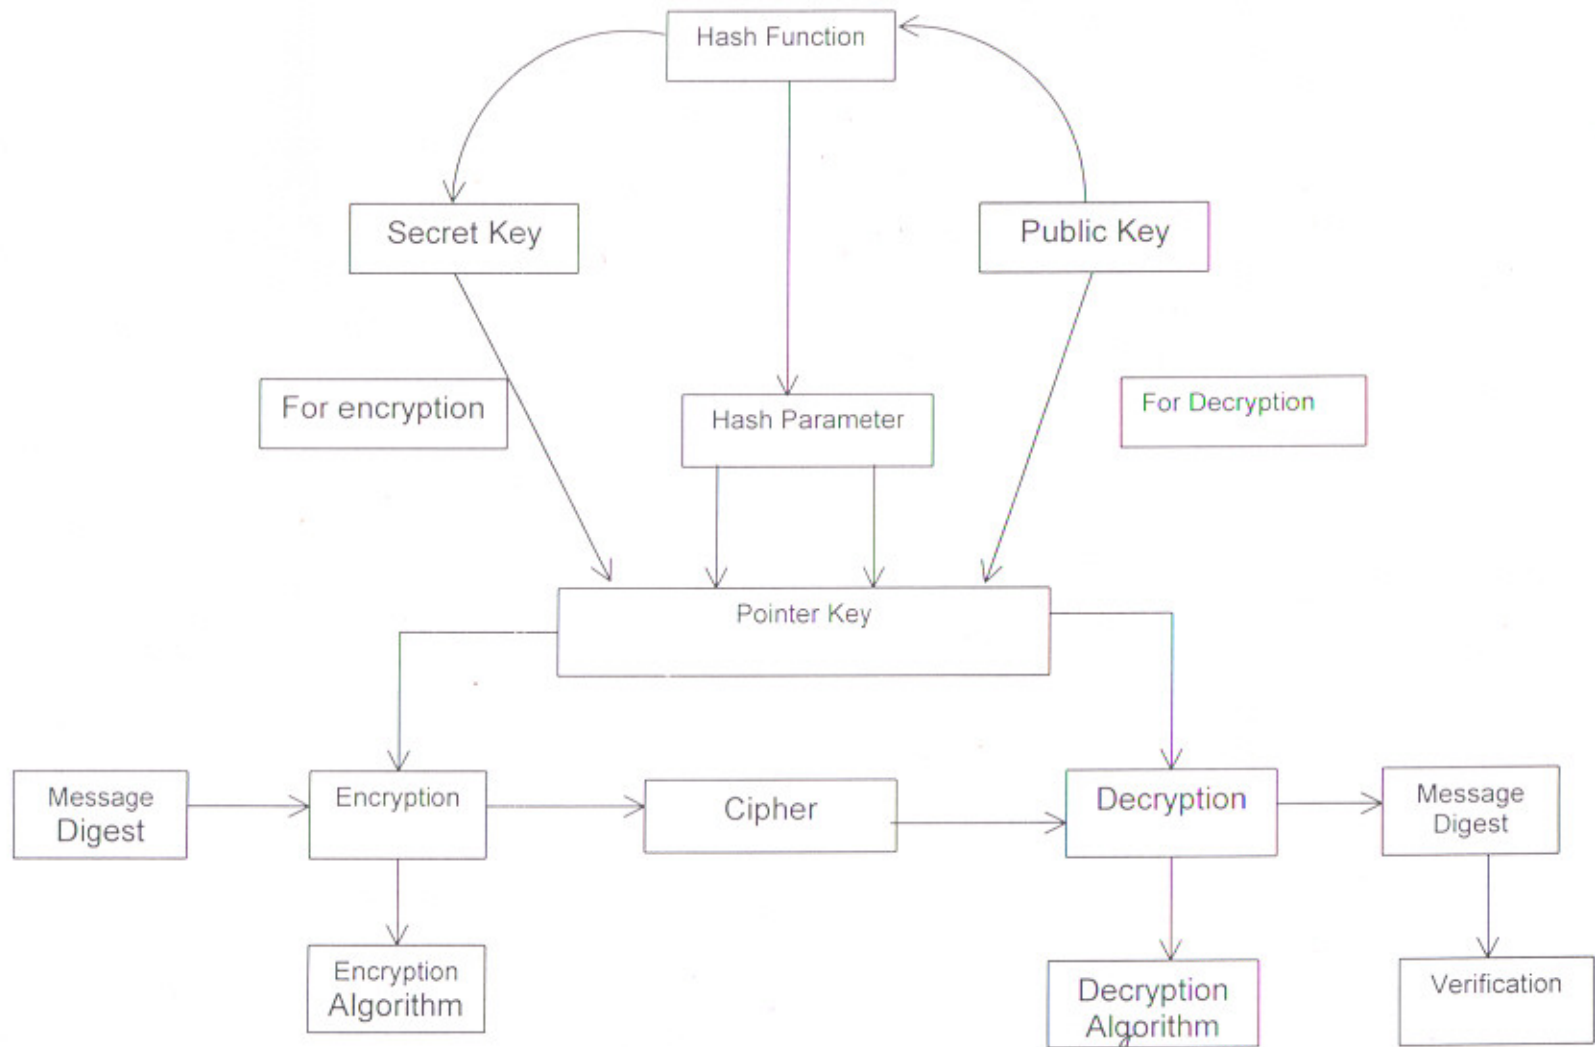 Hash Function
Secret Key
Public Key
For encryption
Hash Parameter
For Decryption
Pointer Key
Message
Digest
Encryption
Cipher
Decryption
Message
Digest
Encryption
Algorithm
Decryption
Algorithm
Verification